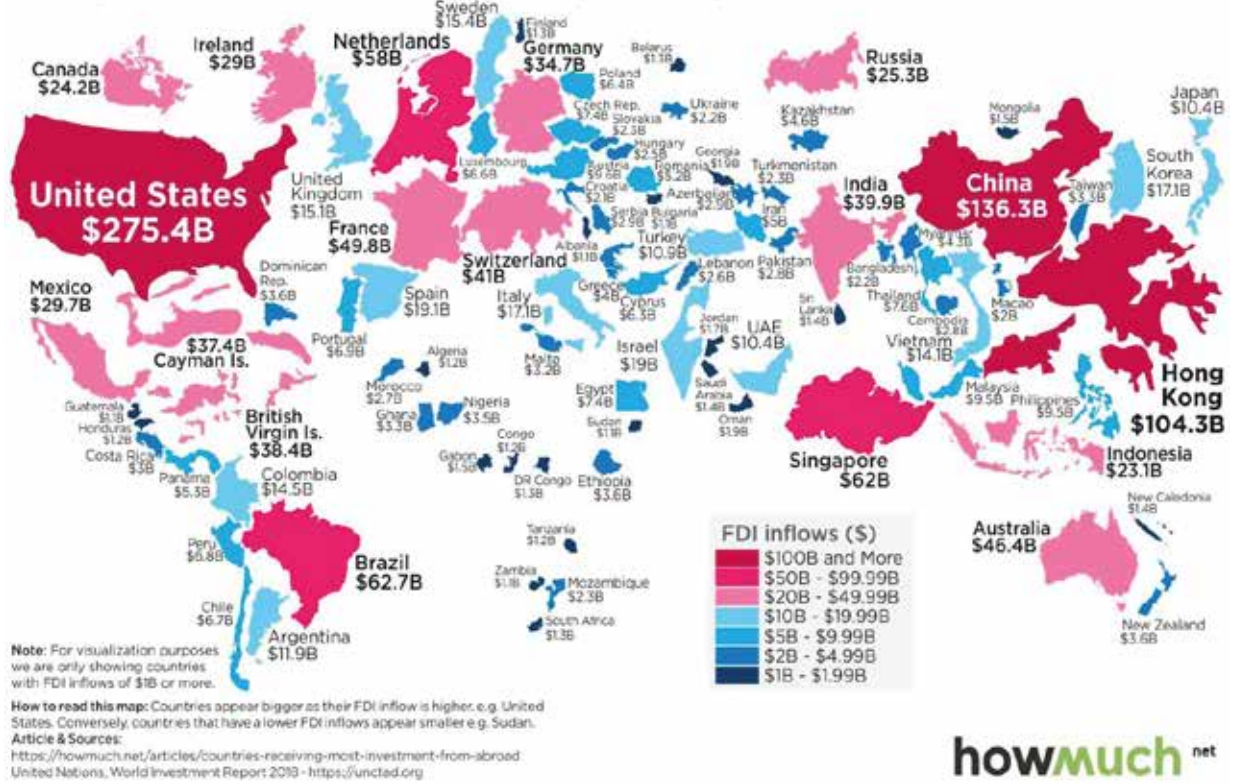 Sweden
$15.4B
Finland
$1.3B
Netherlands
$58B
Germany
$34.7B
Ireland
$29B
Canada
$24.2B
Belarus
$1.3B
Russia
$25.3B
Poland
$6.4B
Czech Rep.
$7.4B
Slovakia
$2.3B
Ukraine
$2.2B
Kazakhstan
$4.6B
Mongolia
$1.5B
Japan
$10.4B
Hungary
$2.5B
Luxembourg
$6.6B
Austria
$9.6B
Romania
$5.2B
Georgia
$1.9B
Turkmenistan
$2.3B
South
Korea
$17.1B
United States
$275.4B
United
Kingdom
$15.1B
Croatia
$2.1B
Azerbaijan
India
$39.9B
China
$136.3B
Taiwan
$3.3B
France
$49.8B
Serbia
$2.9B
Bulgaria
$1.1B
Iran
$5B
Albania
$1.1B
Turkey
$10.9B
Myanmar
$4.3B
Switzerland
$41B
Lebanon
$2.6B
Pakistan
$2.8B
Bangladesh
$2.2B
Dominican
Rep.
$3.6B
Mexico
$29.7B
Spain
$19.1B
Italy
$17.1B
Greece
$4B
Cyprus
$6.3B
Sri
Lanka
$1.4B
Thailand
$7.6B
Macao
$2B
Cambodia
$2.8B
Jordan
$1.7B
UAE
$10.4B
$37.4B
Cayman Is.
Portugal
$6.9B
Algeria
$1.2B
Malta
$3.2B
Israel
$19B
Vietnam
$14.1B
Hong
Kong
$104.3B
Morocco
$2.7B
Egypt
$7.4B
Saudi
Arabia
$1.4B
Malaysia
$9.5B
Philippines
$9.5B
Guatemala
$1.1B
Honduras
$1.2B
British
Virgin Is.
$38.4B
Ghana
$3.3B
Nigeria
$3.5B
Sudan
$1.1B
Oman
$1.9B
Costa Rica
$3B
Congo
$1.2B
Gabon
$1.5B
Singapore
$62B
Indonesia
$23.1B
Panama
$5.3B
Colombia
$14.5B
DR Congo
$1.3B
Ethiopia
$3.6B
New Caledonia
$1.4B
Australia
$46.4B
Peru
$6.8B
Brazil
$62.7B
Tanzania
$1.2B
Zambia
$1.1B
Mozambique
$2.3B
South Africa
$1.3B
Chile
$6.7B
Argentina
$11.9B
New Zealand
$3.6B
FDI inflows ($)
$100B and More
$50B - $99.99B
$20B - $49.99B
$10B - $19.99B
$5B - $9.99B
$2B - $4.99B
$1B - $1.99B
Note: For visualization purposes
we are only showing countries
with FDI inflows of $1B or more.
How to read this map: Countries appear bigger as their FDI inflow is higher, e.g. United
States. Conversely, countries that have a lower FDI inflows appear smaller e.g. Sudan.
Article & Sources:
https://howmuch.net/articles/countries-receiving-most-investment-from-abroad
United Nations, World Investment Report 2018 - https://unctad.org
howmuch net